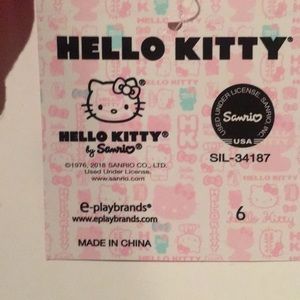 HELLO KITTY®
HELLO KITTY®
by Sanrio®
©1976, 2018 SANRIO CO., LTD.
Used Under License.
www.sanrio.com
USED UNDER LICENSE, SANRIO, INC.
Sanrio
USA
SIL-34187
e-playbrands®
www.eplaybrands.com
6
MADE IN CHINA